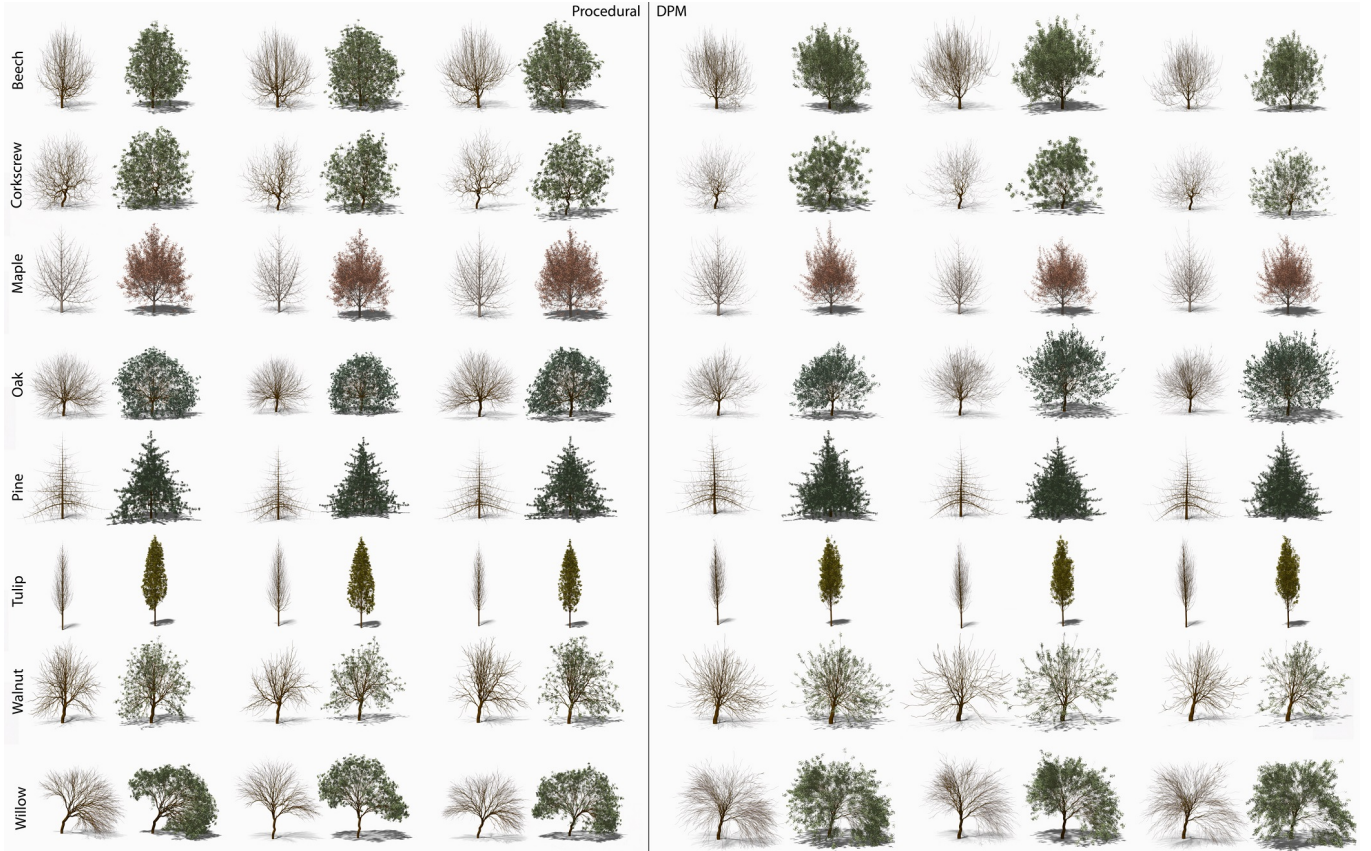 Procedural
DPM
Beech
Corkscrew
Maple
Oak
Pine
Tulip
Walnut
Willow